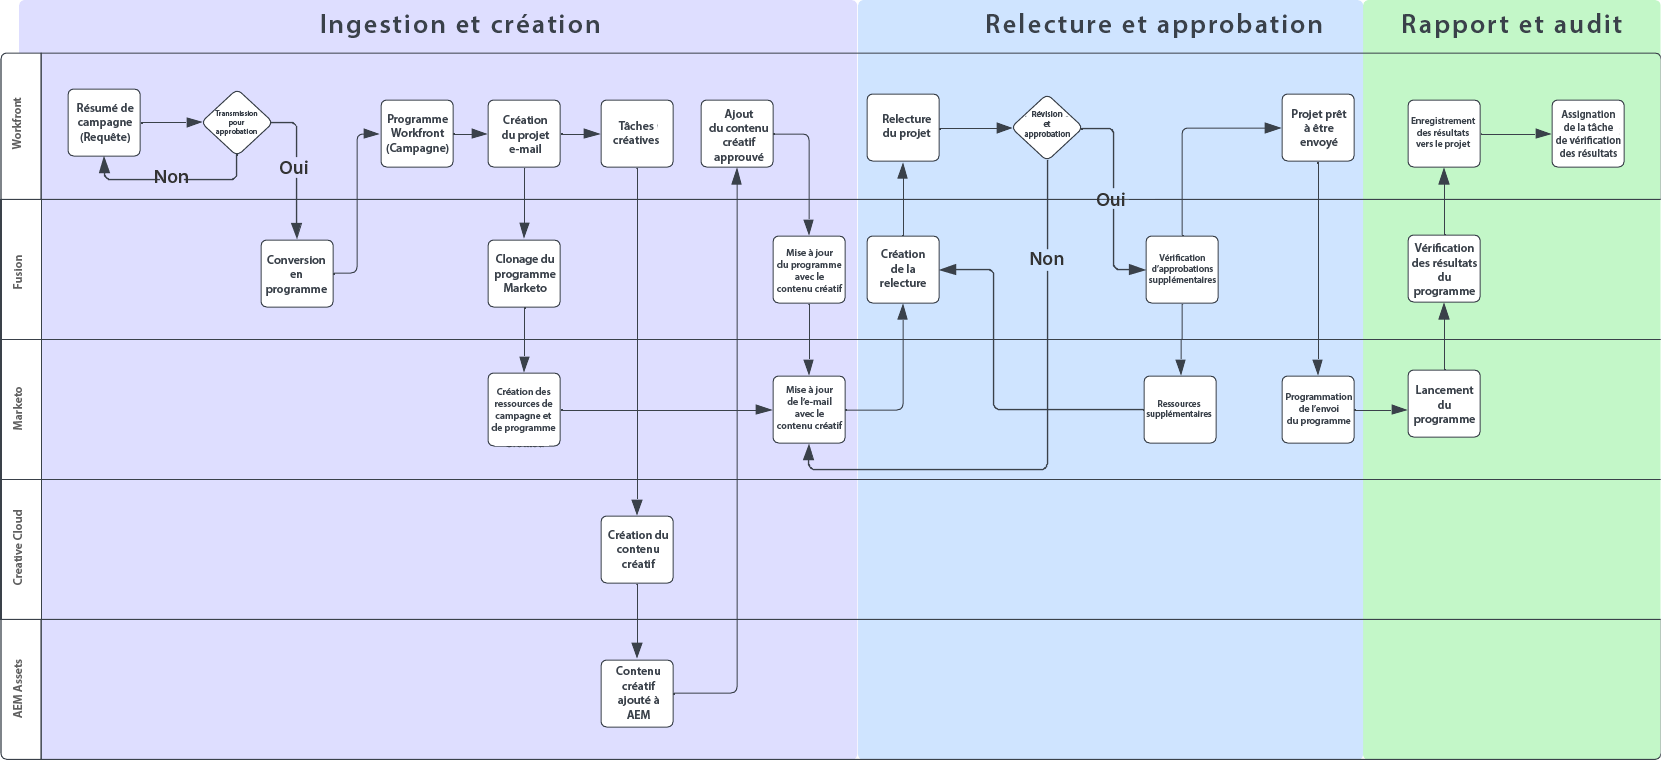 Ingestion et création
Relecture et approbation
Rapport et audit
Workfront
Résumé de
campagne
(Requête)
Transmission
pour
approbation
Non
Oui
Programme
Workfront
(Campagne)
Création
du projet
e-mail
Tâches
créatives
Ajout
du contenu
créatif
approuvé
Relecture
du projet
Révision
et
approbation
Oui
Non
Projet prêt
à être
envoyé
Enregistrement
des résultats
vers le projet
Assignation
de la tâche
de vérification
des résultats
Fusion
Conversion
en
programme
Clonage du
programme
Marketo
Mise à jour
du programme
avec le
contenu créatif
Création
de la
relecture
Vérification
d'approbations
supplémentaires
Vérification
des résultats
du
programme
Marketo
Création des
ressources de
campagne et
de programme
Mise à jour
de l'e-mail
avec le
contenu créatif
Ressources
supplémentaires
Programmation
de l'envoi
du programme
Lancement
du
programme
Creative Cloud
Création du
contenu
créatif
AEM Assets
Contenu
créatif
ajouté à
AEM